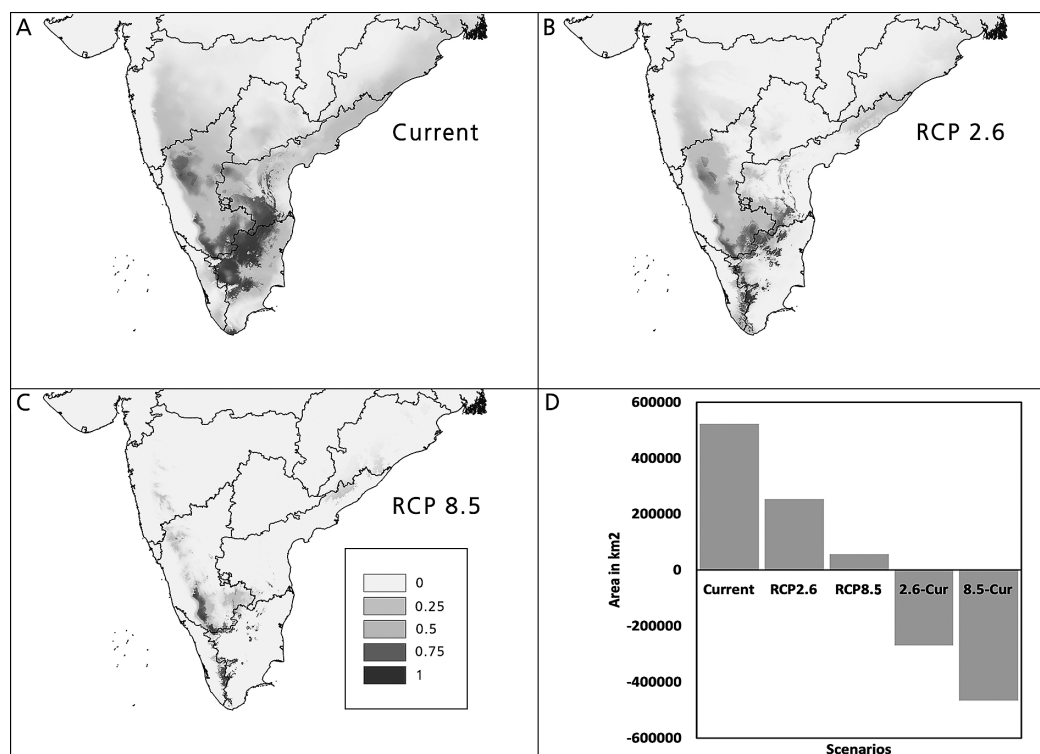 A
Current
B
RCP 2.6
C
RCP 8.5
0
0.25
0.5
0.75
1
D
600000
400000
200000
0
-200000
-400000
-600000
Area in km2
Current RCP2.6 RCP8.5 2.6-Cur 8.5-Cur
Scenarios